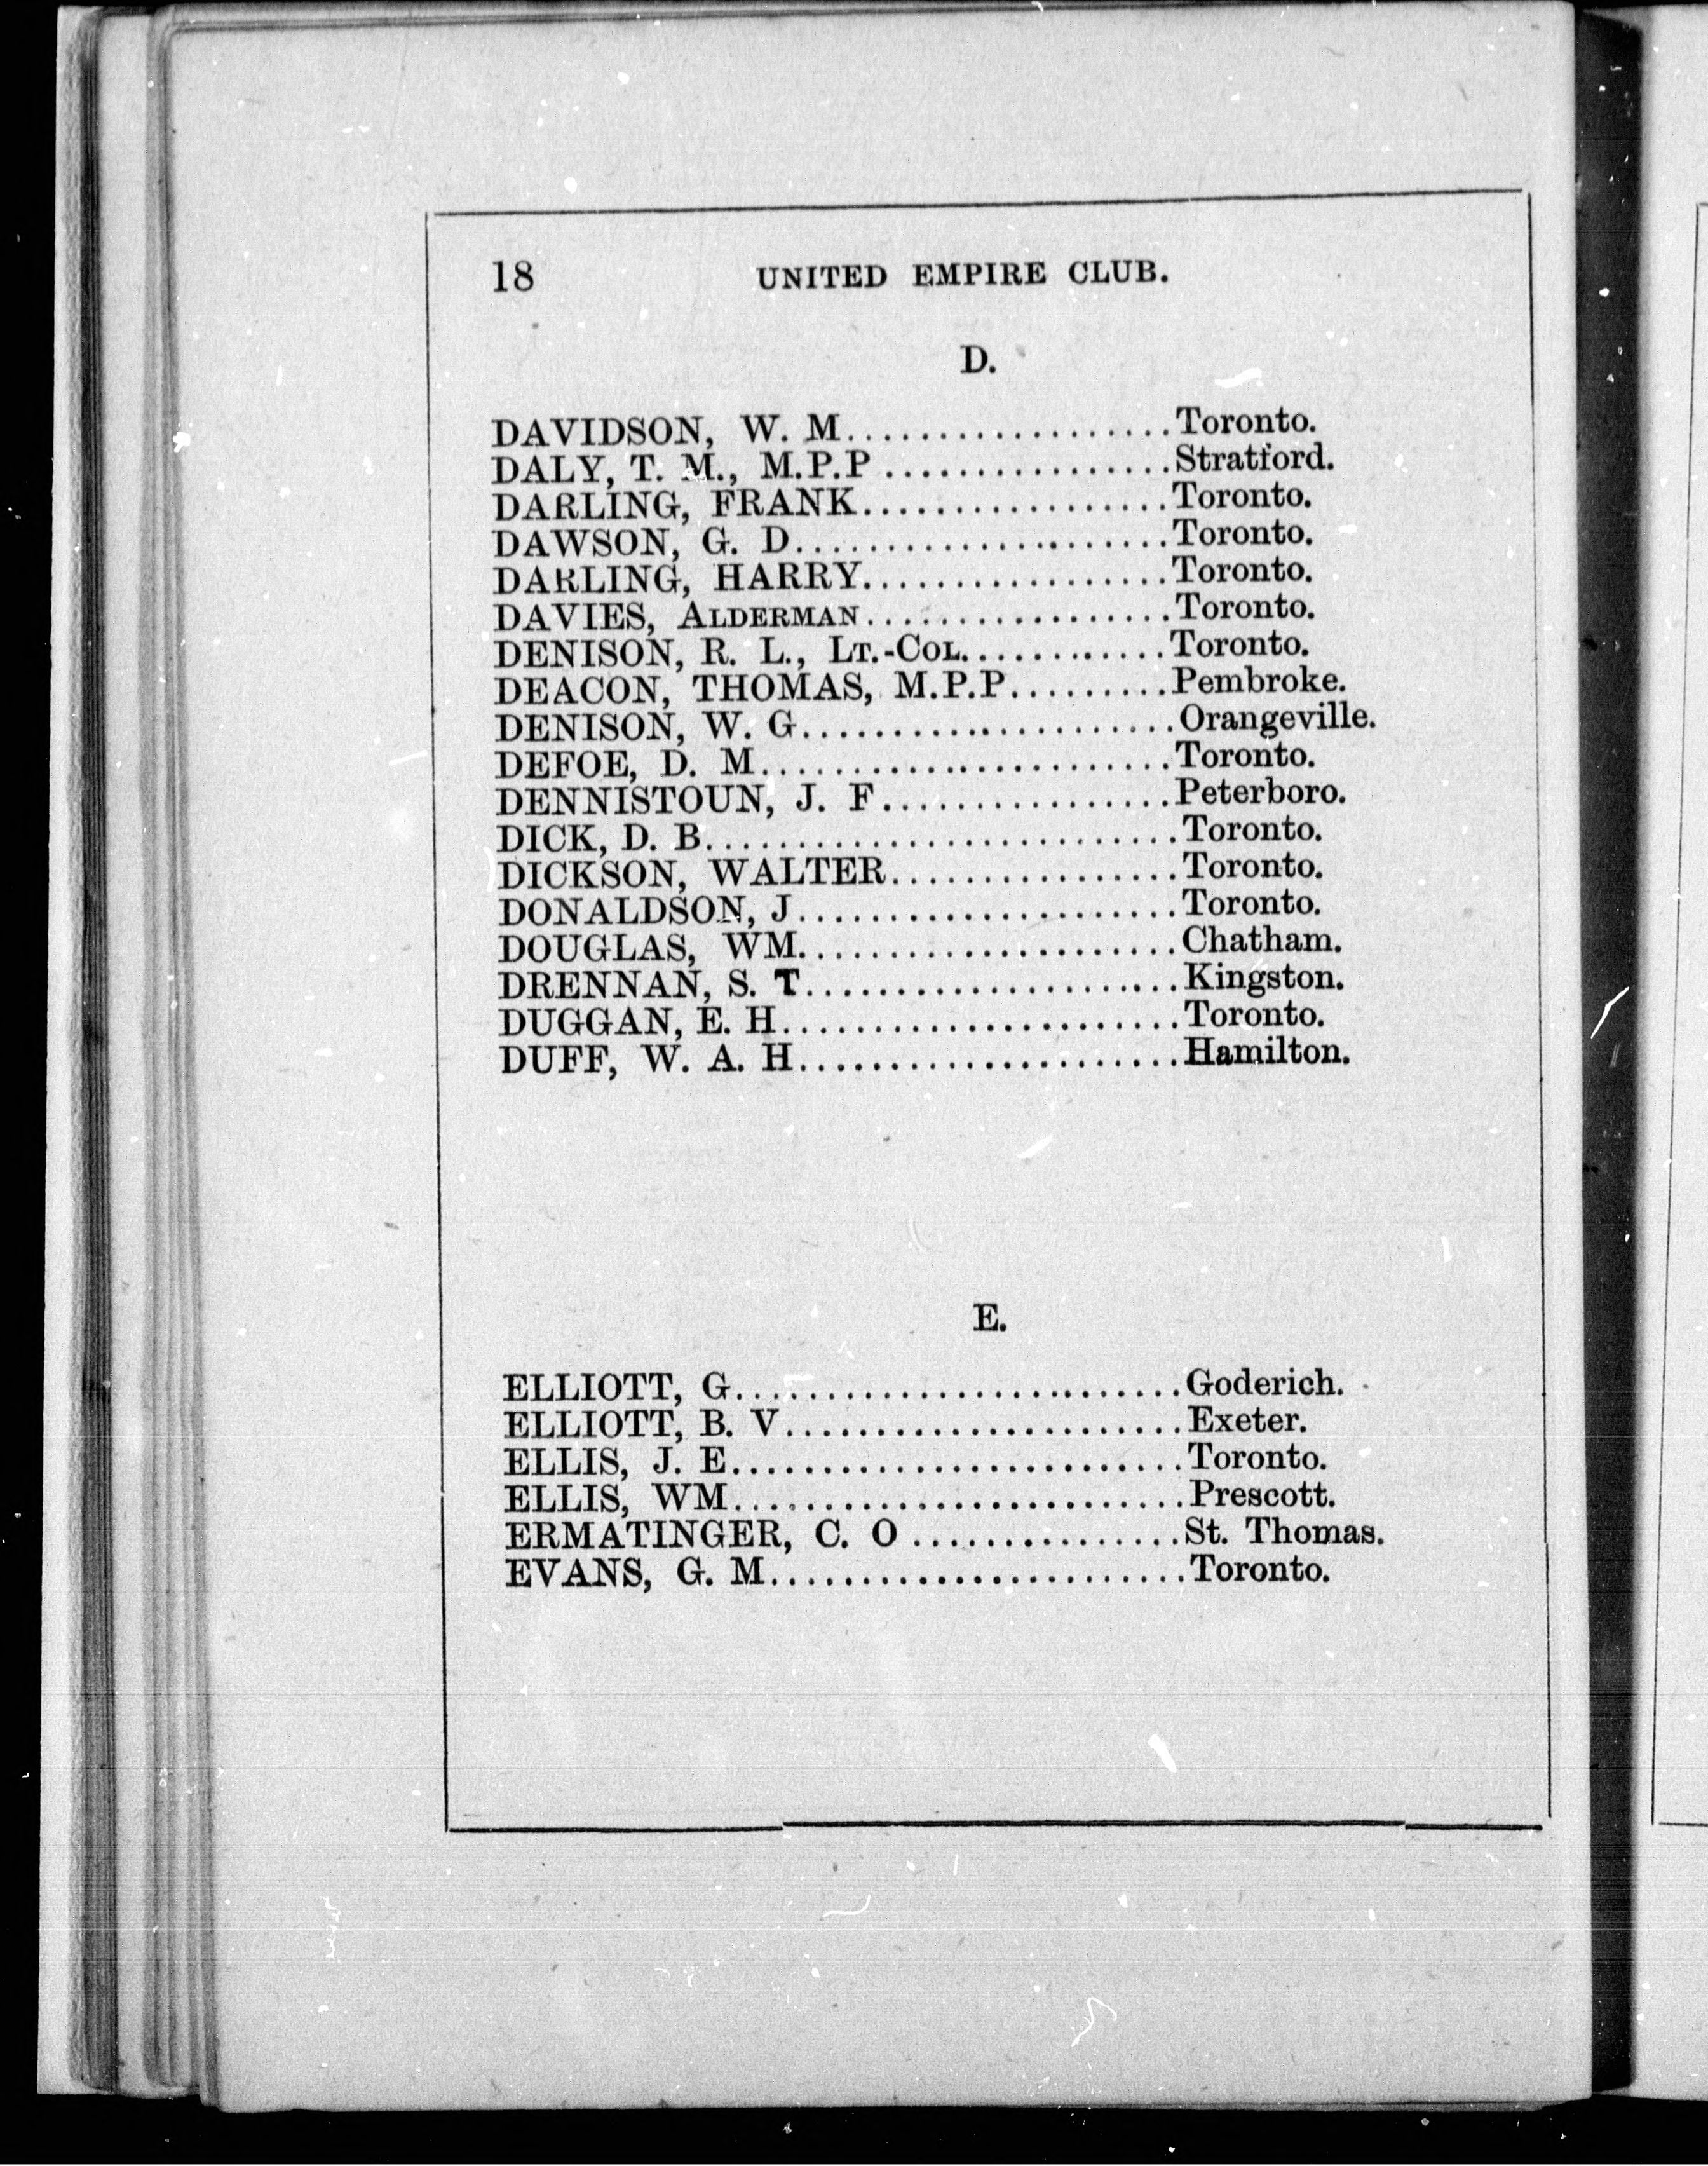 18 UNITED EMPIRE CLUB.
D.
DAVIDSON, W. M...................Toronto.
DALY, T. M., M.P.P ................Stratford.
DARLING, FRANK.................Toronto.
DAWSON, G. D.....................Toronto.
DARLING, HARRY.................Toronto.
DAVIES, ALDERMAN.................Toronto.
DENISON, R. L., LT.-COL............Toronto.
DEACON, THOMAS, M.P.P.........Pembroke.
DENISON, W. G.....................Orangeville.
DEFOE, D. M.......................Toronto.
DENNISTOUN, J. F................Peterboro.
DICK, D. B..........................Toronto.
DICKSON, WALTER................Toronto.
DONALDSON, J.....................Toronto.
DOUGLAS, WM.....................Chatham.
DRENNAN, S. T.....................Kingston.
DUGGAN, E. H......................Toronto.
DUFF, W. A. H.....................Hamilton.
E.
ELLIOTT, G.........................Goderich.
ELLIOTT, B. V......................Exeter.
ELLIS, J. E.........................Toronto.
ELLIS, WM.........................Prescott.
ERMATINGER, C. O ...............St. Thomas.
EVANS, G. M.......................Toronto.